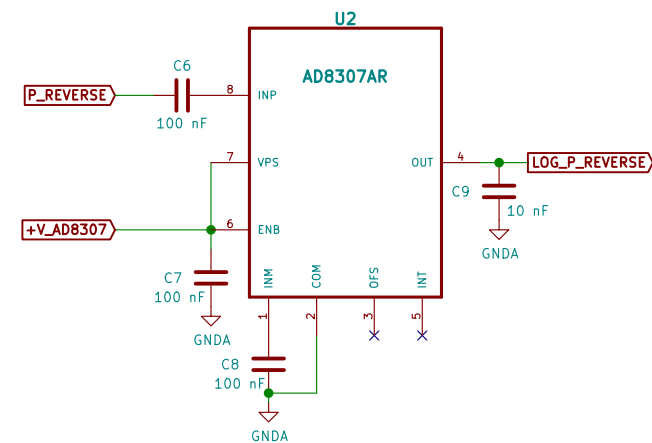 U2
AD8307AR
C6
P_REVERSE
100 nF
8
INP
7
VPS
OUT
4
LOG_P_REVERSE
C9
10 nF
GNDA
+V_AD8307
6
ENB
C7
100 nF
GNDA
INM
COM
OFS
INT
1
2
3
5
C8
100 nF
GNDA